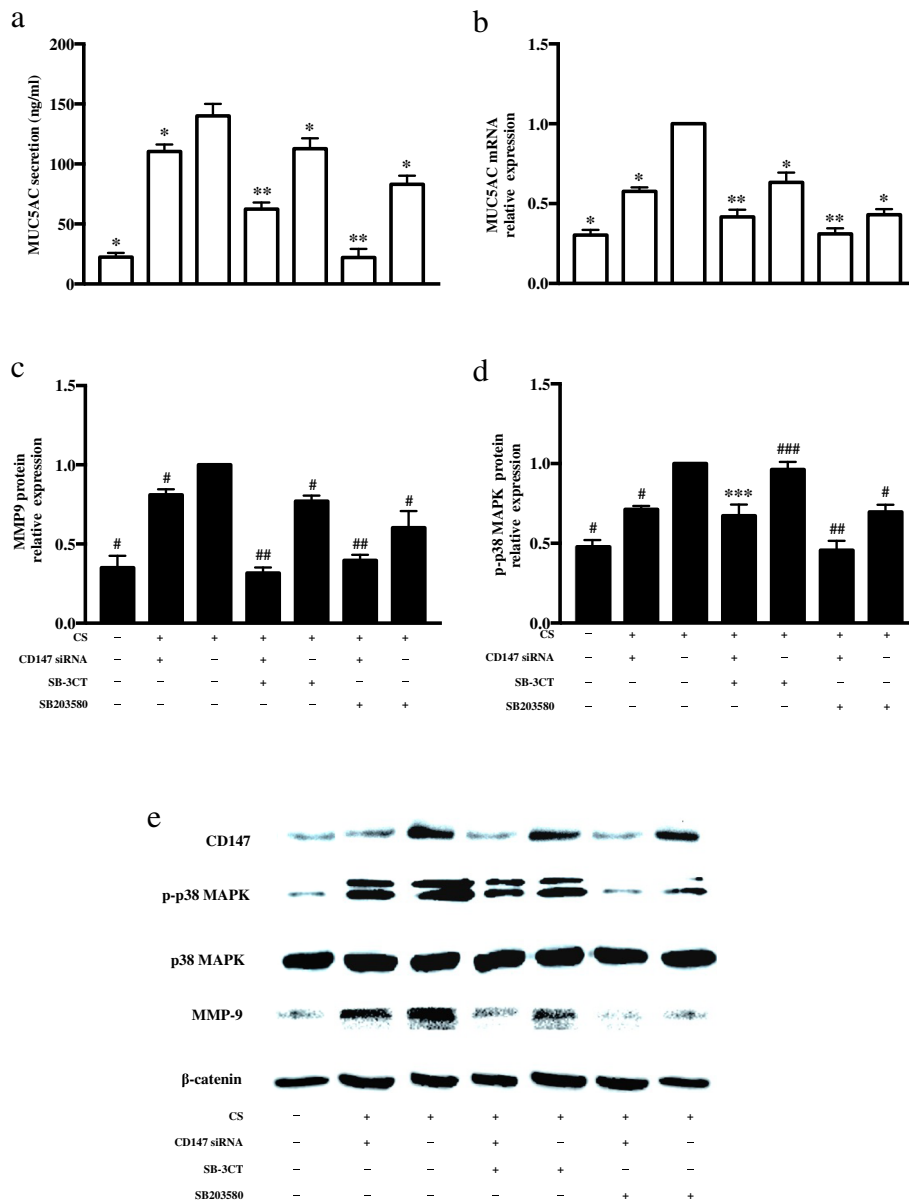 a
MUC5AC secretion (ng/ml)
200
150
100
50
0
* * ** * ** *
b
MUC5AC mRNA
relative expression
1.5
1.0
0.5
0.0
* * ** * ** *
c
MMP9 protein
relative expression
1.5
1.0
0.5
0.0
# # ## # ## #
CS – + + + + + +
CD147 siRNA – + – + – + –
SB-3CT – – – + + – –
SB203580 – – – – – + +
d
p-p38 MAPK protein
relative expression
1.5
1.0
0.5
0.0
# # *** ### ## #
CS – + + + + + +
CD147 siRNA – + – + – + –
SB-3CT – – – + + – –
SB203580 – – – – – + +
e
CD147
p-p38 MAPK
p38 MAPK
MMP-9
β-catenin
CS – + + + + + +
CD147 siRNA – + – + – + –
SB-3CT – – – + + – –
SB203580 – – – – – + +